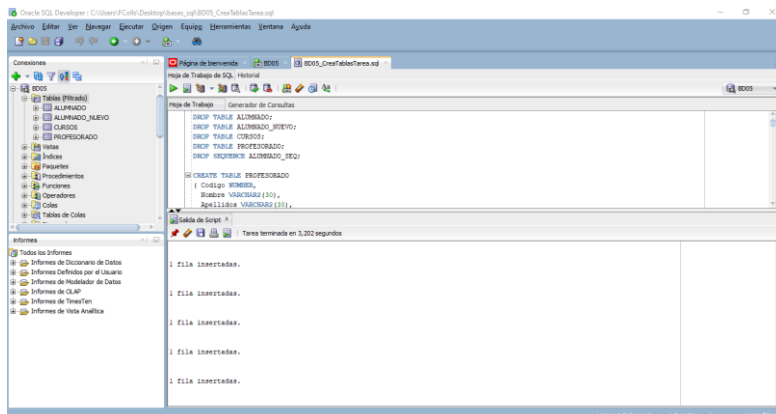 Oracle SQL Developer : C:\Users\FColls\Desktop\bases_sql\BD05_CreaTablasTarea.sql
Archivo Editar Ver Navegar Ejecutar Origen Equipo Herramientas Ventana Ayuda
Conexiones
BD05
Tablas (Filtrado)
ALUMNADO
ALUMNADO_NUEVO
CURSOS
PROFESORADO
Vistas
Índices
Paquetes
Procedimientos
Funciones
Operadores
Colas
Tablas de Colas
Informes
Todos los Informes
Informes de Diccionario de Datos
Informes Definidos por el Usuario
Informes de Modelador de Datos
Informes de OLAP
Informes de TimesTen
Informes de Vista Analítica
Página de bienvenida BD05 BD05_CreaTablasTarea.sql
Hoja de Trabajo de SQL Historial
BD05
Hoja de Trabajo Generador de Consultas
DROP TABLE ALUMNADO;
DROP TABLE ALUMNADO_NUEVO;
DROP TABLE CURSOS;
DROP TABLE PROFESORADO;
DROP SEQUENCE ALUMNADO_SEQ;
CREATE TABLE PROFESORADO
( Codigo NUMBER,
Nombre VARCHAR2(30),
Apellidos VARCHAR2(30),
Salida de Script
Tarea terminada en 3,202 segundos
1 fila insertadas.
1 fila insertadas.
1 fila insertadas.
1 fila insertadas.
1 fila insertadas.